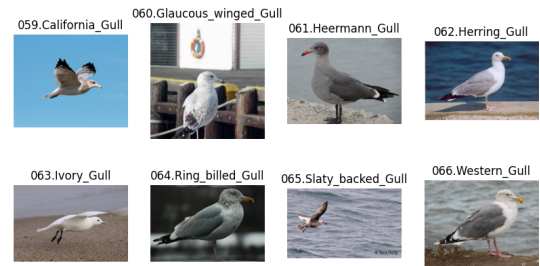 059.California_Gull
060.Glaucous_winged_Gull
061.Heermann_Gull
062.Herring_Gull
063.Ivory_Gull
064.Ring_billed_Gull
065.Slaty_backed_Gull
066.Western_Gull